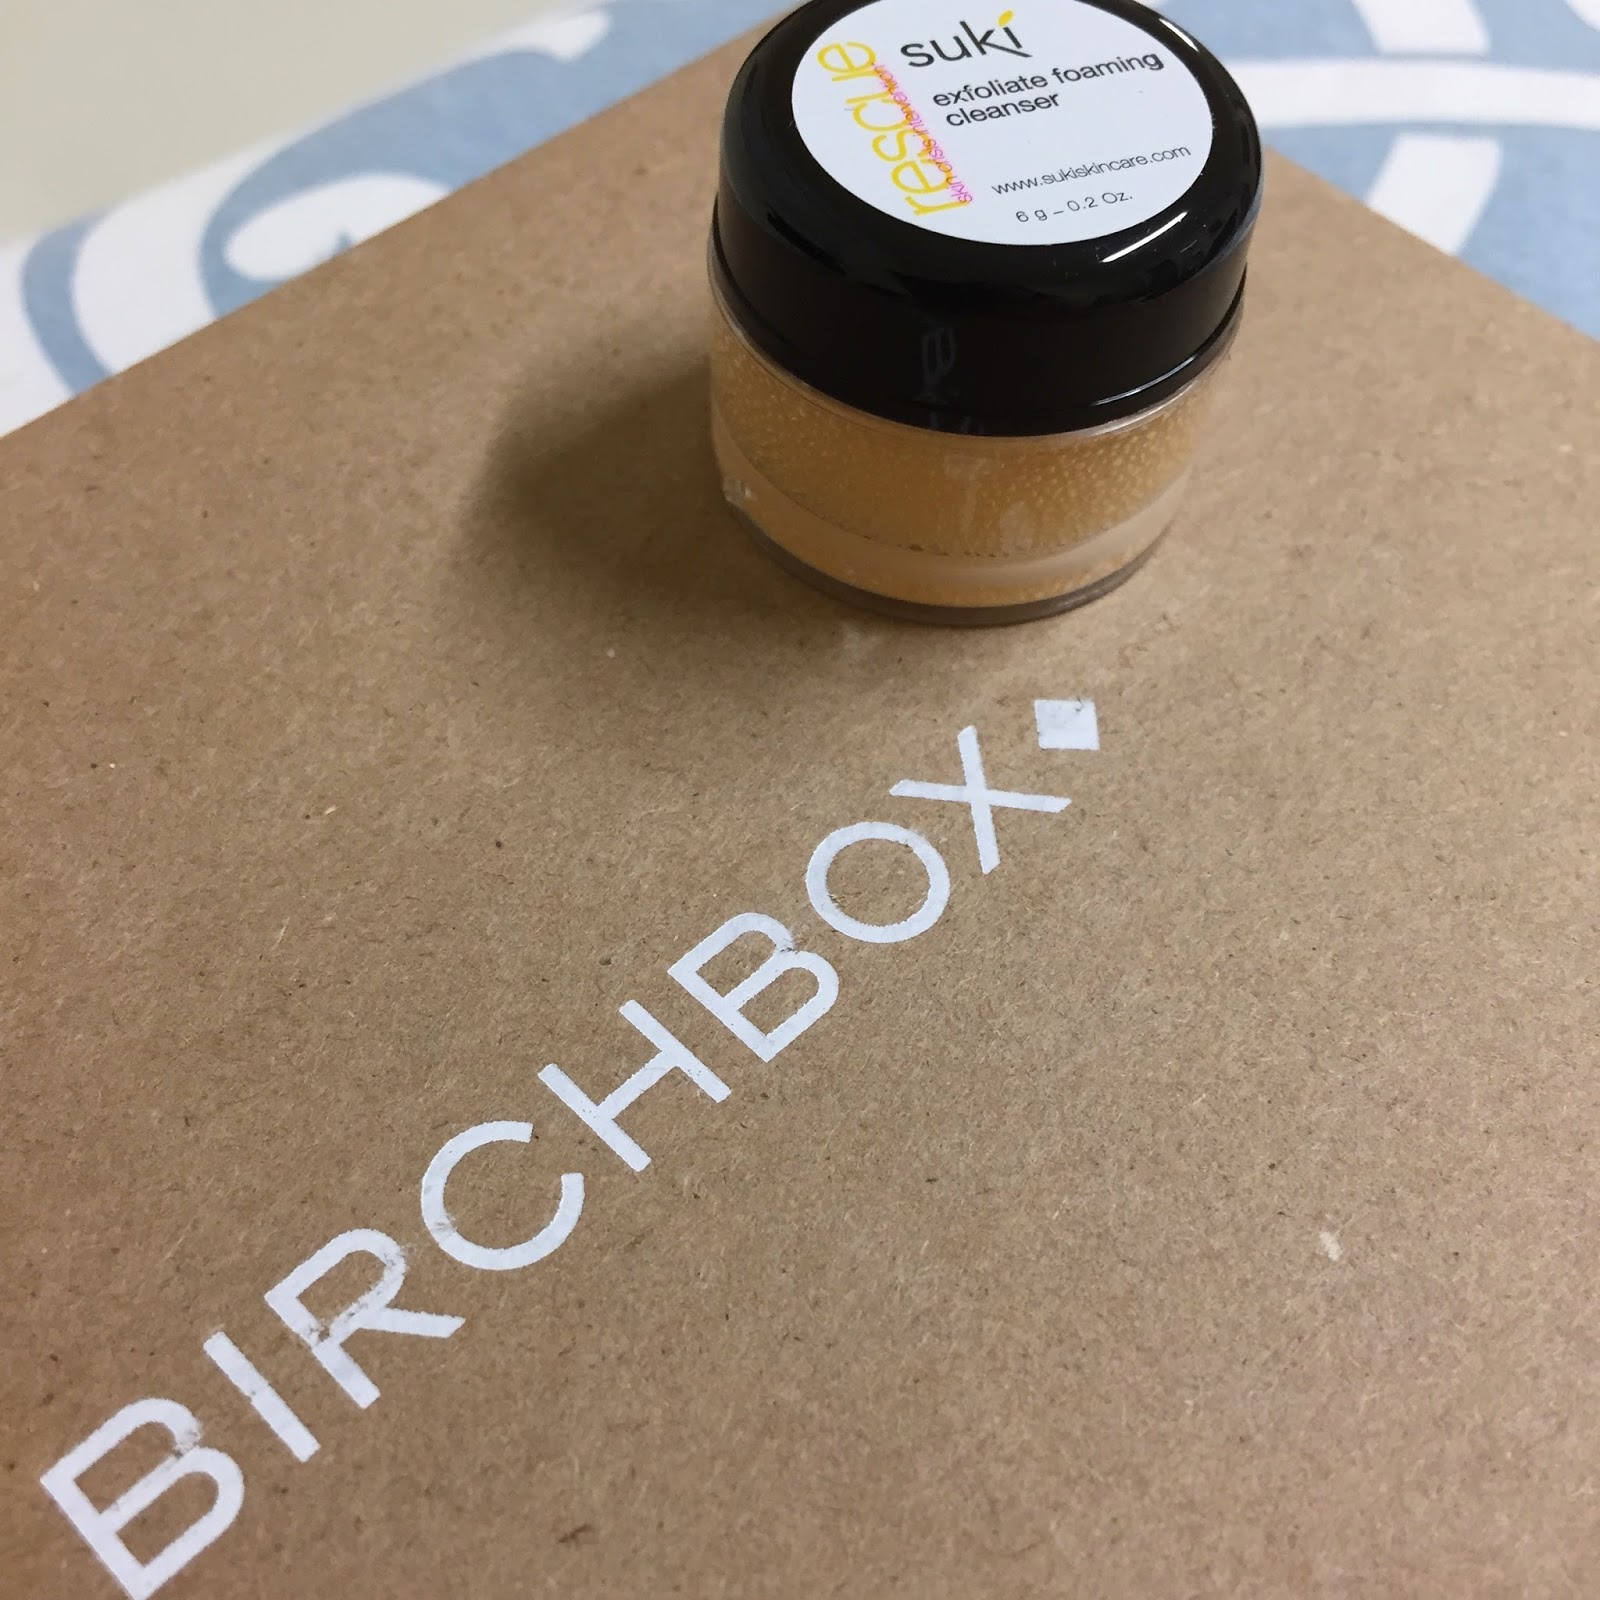 suki
exfoliate foaming
cleanser
rescue
skin crisis intervention
www.sukiskincare.com
6 g – 0.2 Oz.
BIRCHBOX